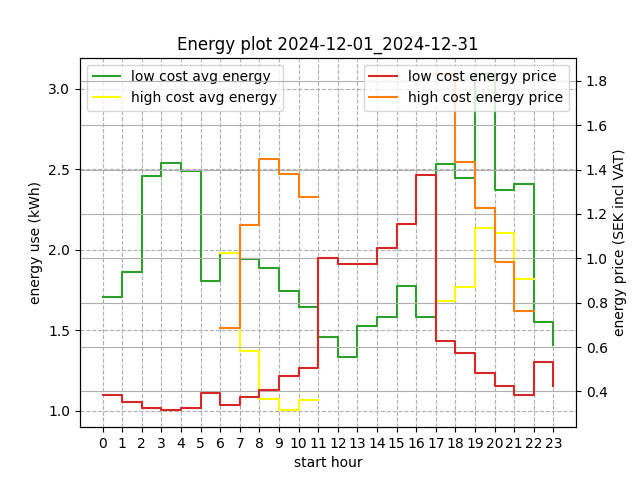 Energy plot 2024-12-01_2024-12-31
low cost avg energy
high cost avg energy
low cost energy price
high cost energy price
energy use (kWh)
3.0
2.5
2.0
1.5
1.0
1.8
1.6
1.4
1.2
1.0
0.8
0.6
0.4
energy price (SEK incl VAT)
0 1 2 3 4 5 6 7 8 9 10 11 12 13 14 15 16 17 18 19 20 21 22 23
start hour